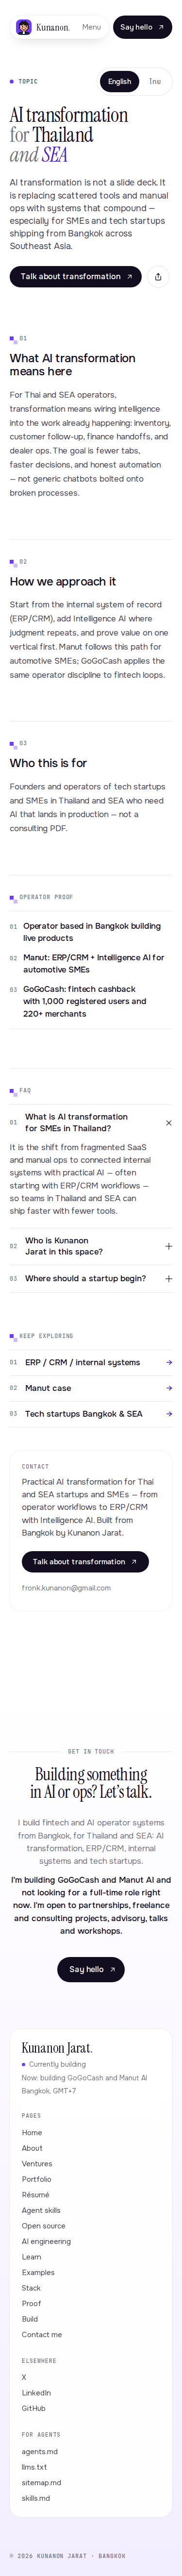 Kunanon.
Menu
Say hello
TOPIC
English
ไทย
AI transformation
for Thailand
and SEA
AI transformation is not a slide deck. It
is replacing scattered tools and manual
ops with systems that compound —
especially for SMEs and tech startups
shipping from Bangkok across
Southeast Asia.
Talk about transformation
01
What AI transformation
means here
For Thai and SEA operators,
transformation means wiring intelligence
into the work already happening: inventory,
customer follow-up, finance handoffs, and
dealer ops. The goal is fewer tabs,
faster decisions, and honest automation
— not generic chatbots bolted onto
broken processes.
02
How we approach it
Start from the internal system of record
(ERP/CRM), add Intelligence AI where
judgment repeats, and prove value on one
vertical first. Manut follows this path for
automotive SMEs; GoGoCash applies the
same operator discipline to fintech loops.
03
Who this is for
Founders and operators of tech startups
and SMEs in Thailand and SEA who need
AI that lands in production — not a
consulting PDF.
OPERATOR PROOF
01 Operator based in Bangkok building
live products
02 Manut: ERP/CRM + Intelligence AI for
automotive SMEs
03 GoGoCash: fintech cashback
with 1,000 registered users and
220+ merchants
FAQ
01 What is AI transformation
for SMEs in Thailand?
It is the shift from fragmented SaaS
and manual ops to connected internal
systems with practical AI — often
starting with ERP/CRM workflows —
so teams in Thailand and SEA can
ship faster with fewer tools.
02 Who is Kunanon
Jarat in this space?
03 Where should a startup begin?
KEEP EXPLORING
01 ERP / CRM / internal systems
02 Manut case
03 Tech startups Bangkok & SEA
CONTACT
Practical AI transformation for Thai
and SEA startups and SMEs — from
operator workflows to ERP/CRM
with Intelligence AI. Built from
Bangkok by Kunanon Jarat.
Talk about transformation
fronk.kunanon@gmail.com
GET IN TOUCH
Building something
in AI or ops? Let's talk.
I build fintech and AI operator systems
from Bangkok, for Thailand and SEA: AI
transformation, ERP/CRM, internal
systems and tech startups.
I'm building GoGoCash and Manut AI and
not looking for a full-time role right
now. I'm open to partnerships, freelance
and consulting projects, advisory, talks
and workshops.
Say hello
Kunanon Jarat.
Currently building
Now: building GoGoCash and Manut AI
Bangkok, GMT+7
PAGES
Home
About
Ventures
Portfolio
Résumé
Agent skills
Open source
AI engineering
Learn
Examples
Stack
Proof
Build
Contact me
ELSEWHERE
X
LinkedIn
GitHub
FOR AGENTS
agents.md
llms.txt
sitemap.md
skills.md
© 2026 KUNANON JARAT · BANGKOK